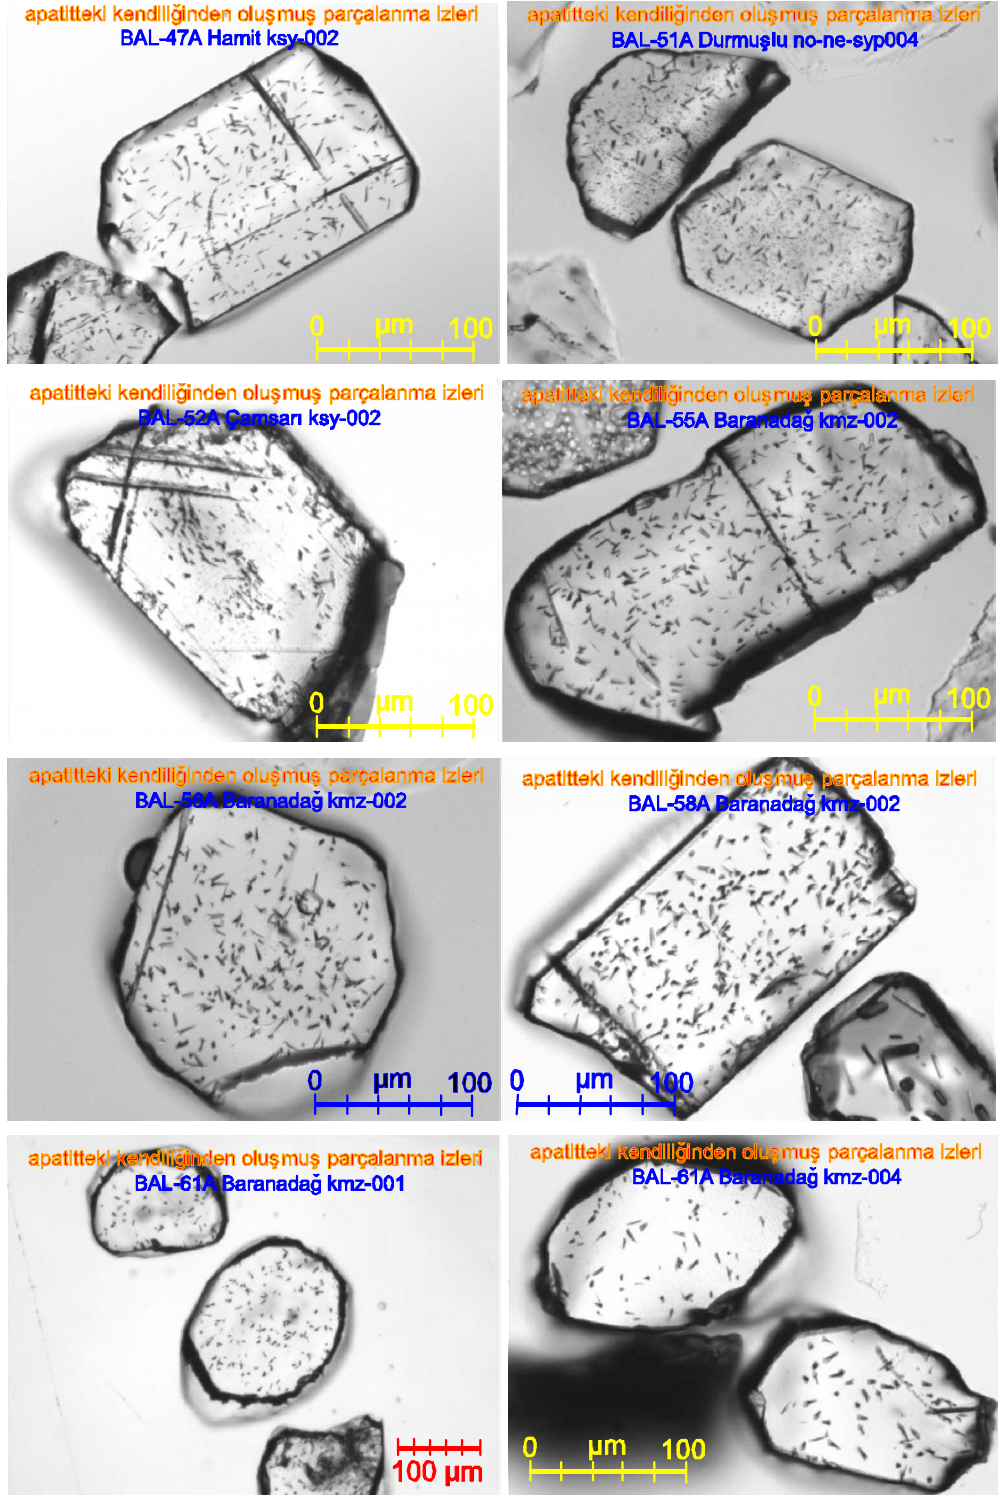 apatitteki kendiliğinden oluşmuş parçalanma izleri
BAL-47A Hamit ksy-002
0 µm 100
apatitteki kendiliğinden oluşmuş parçalanma izleri
BAL-51A Durmuşlu no-ne-syp004
0 µm 100
apatitteki kendiliğinden oluşmuş parçalanma izleri
BAL-52A Çamsarı ksy-002
0 µm 100
apatitteki kendiliğinden oluşmuş parçalanma izleri
BAL-55A Baranadağ kmz-002
0 µm 100
apatitteki kendiliğinden oluşmuş parçalanma izleri
BAL-56A Baranadağ kmz-002
0 µm 100
apatitteki kendiliğinden oluşmuş parçalanma izleri
BAL-58A Baranadağ kmz-002
0 µm 100
apatitteki kendiliğinden oluşmuş parçalanma izleri
BAL-61A Baranadağ kmz-001
100 µm
apatitteki kendiliğinden oluşmuş parçalanma izleri
BAL-61A Baranadağ kmz-004
0 µm 100